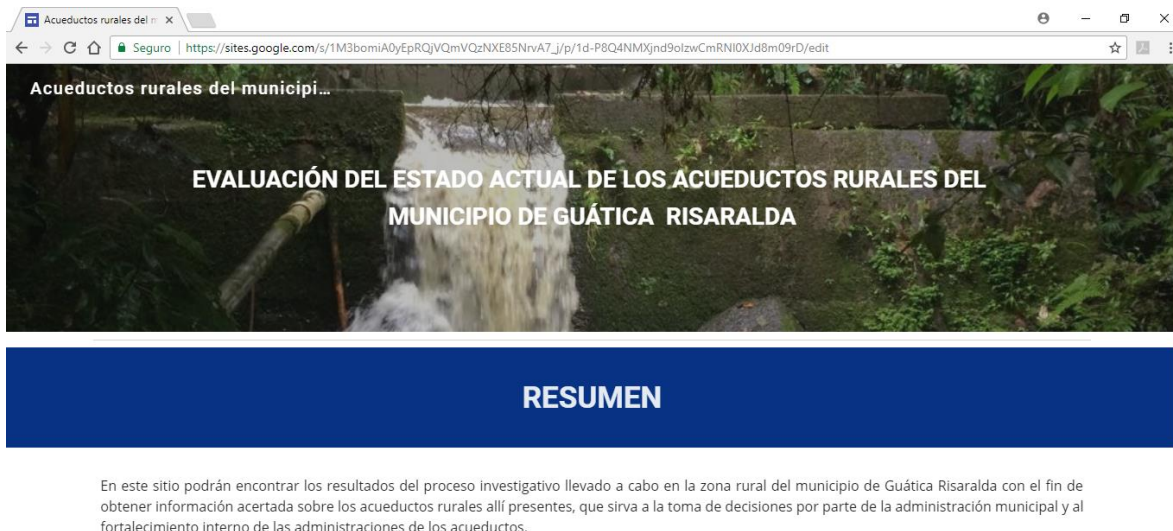 Acueductos rurales del m
Seguro | https://sites.google.com/s/1M3bomiA0yEpRQjVQmVQzNXE85NrvA7_j/p/1d-P8Q4NMXjnd9olzwCmRNl0XJd8m09rD/edit
Acueductos rurales del municipi...
EVALUACIÓN DEL ESTADO ACTUAL DE LOS ACUEDUCTOS RURALES DEL
MUNICIPIO DE GUÁTICA RISARALDA
RESUMEN
En este sitio podrán encontrar los resultados del proceso investigativo llevado a cabo en la zona rural del municipio de Guática Risaralda con el fin de
obtener información acertada sobre los acueductos rurales allí presentes, que sirva a la toma de decisiones por parte de la administración municipal y al
fortalecimiento interno de las administraciones de los acueductos.